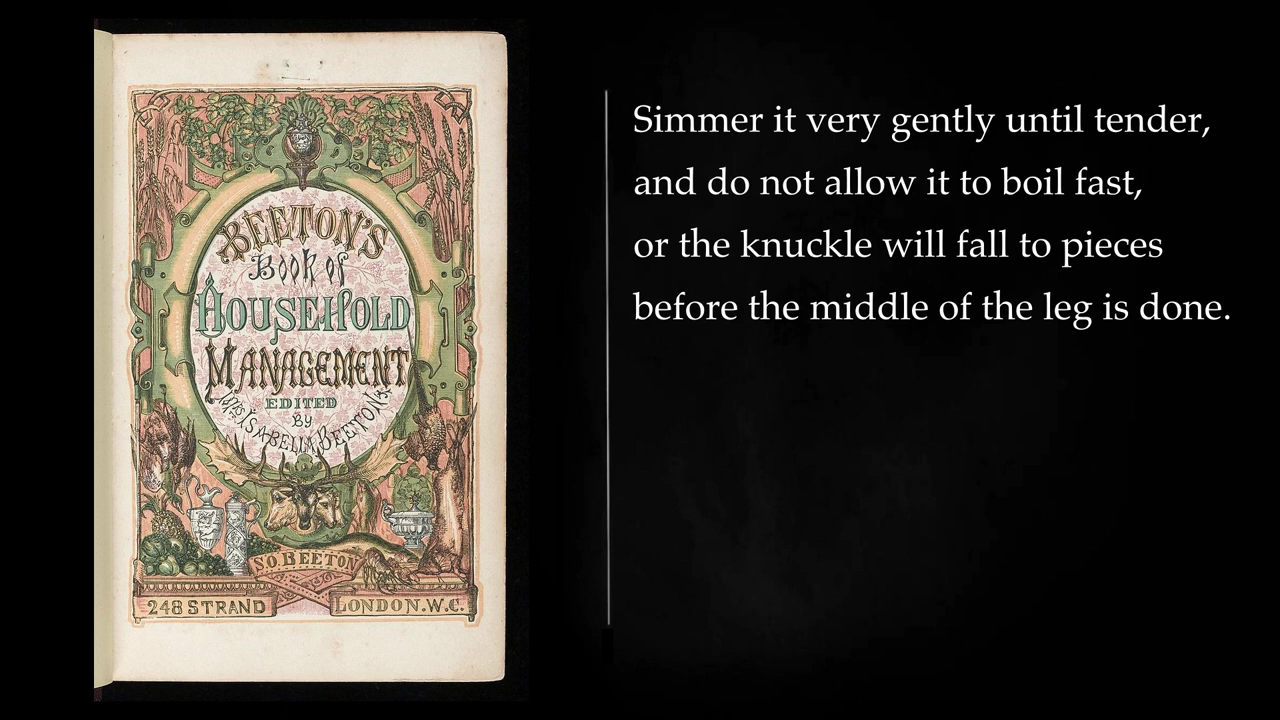 BEETON'S
Book of
HOUSEHOLD
MANAGEMENT
EDITED
BY
MRS ISABELLA BEETON
S.O. BEETON
248 STRAND
LONDON. W.C.
Simmer it very gently until tender,
and do not allow it to boil fast,
or the knuckle will fall to pieces
before the middle of the leg is done.